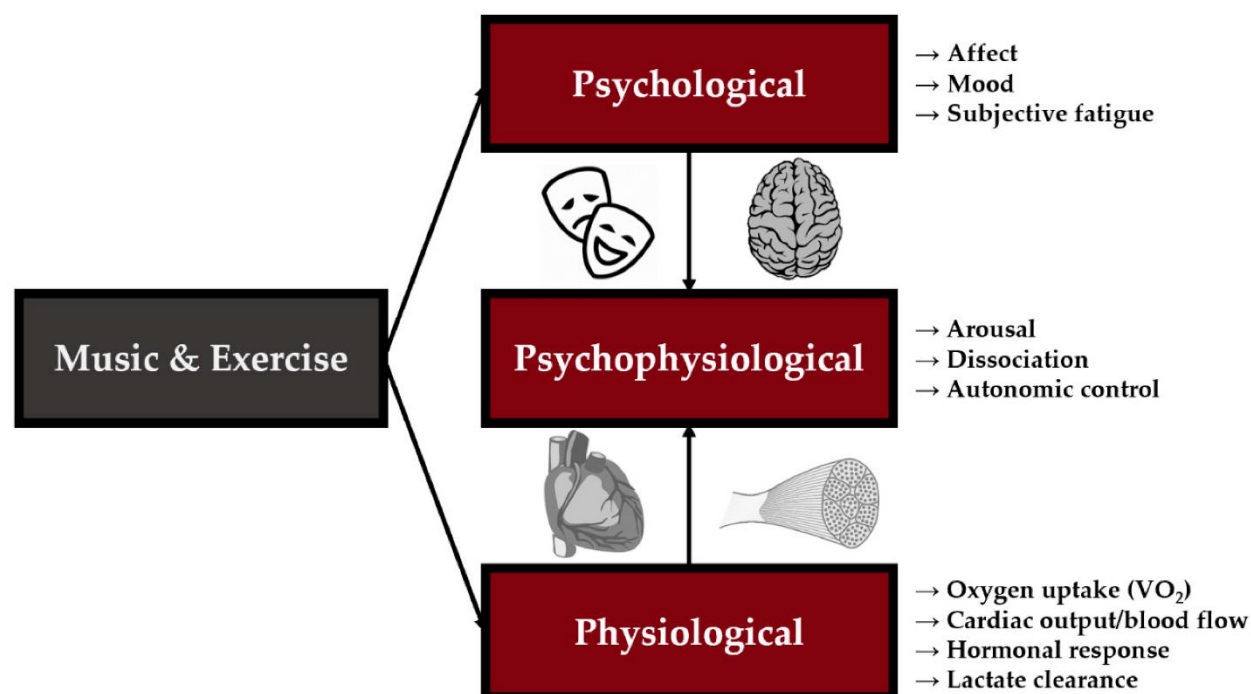 Psychological
→ Affect
→ Mood
→ Subjective fatigue
Music & Exercise
Psychophysiological
→ Arousal
→ Dissociation
→ Autonomic control
Physiological
→ Oxygen uptake (VO₂)
→ Cardiac output/blood flow
→ Hormonal response
→ Lactate clearance